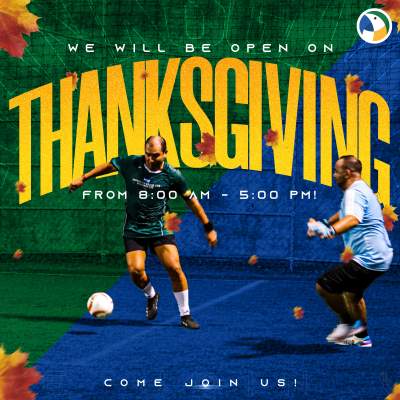 WE WILL BE OPEN ON
THANKSGIVING
FROM 8:00 AM - 5:00 PM!
COME JOIN US!